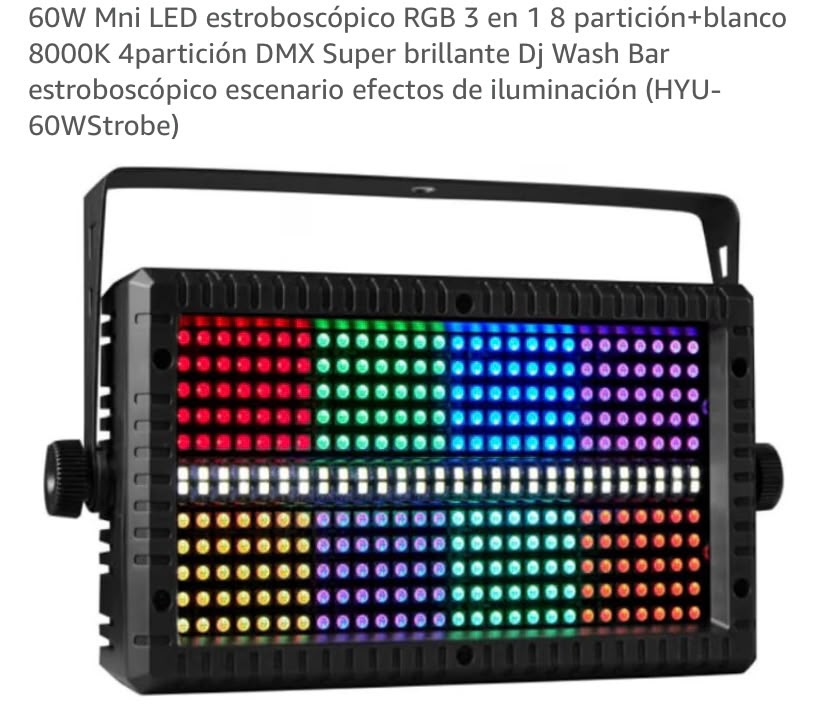 60W Mni LED estroboscópico RGB 3 en 1 8 partición+blanco
8000K 4partición DMX Super brillante Dj Wash Bar
estroboscópico escenario efectos de iluminación (HYU-
60WStrobe)